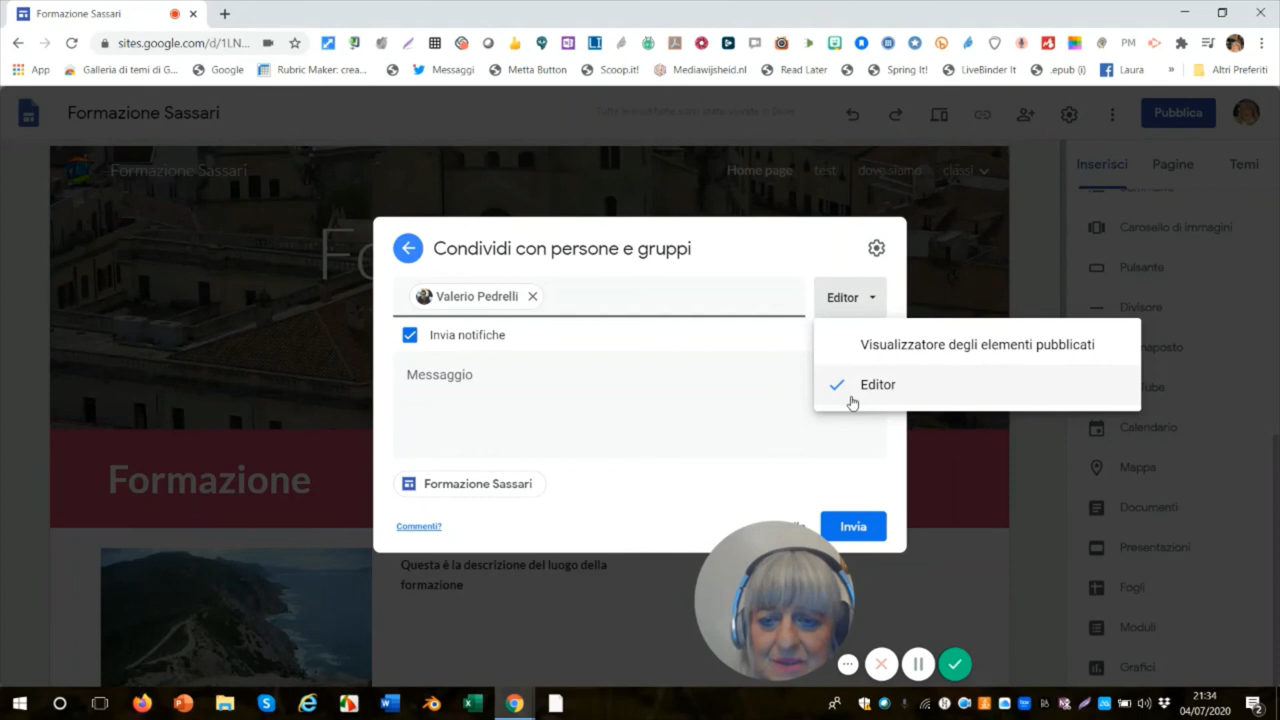 Formazione Sassari
sites.google.com/d/1LN...
PM
App
Galleria di temi di G...
Google
Rubric Maker: crea...
Messaggi
Metta Button
Scoop.it!
Mediawijsheid.nl
Read Later
Spring It!
LiveBinder It
.epub (i)
Laura
»
Altri Preferiti
Formazione Sassari
Pubblica
Inserisci
Pagine
Temi
Formazione Sassari
Home page
test
dove siamo
classi
Carosello di immagini
Pulsante
Divisore
Calendario
Mappa
Documenti
Presentazioni
Fogli
Moduli
Grafici
Condividi con persone e gruppi
Valerio Pedrelli
Editor
Invia notifiche
Visualizzatore degli elementi pubblicati
Messaggio
Editor
Formazione Sassari
Commenti?
Invia
Formazione
Questa è la descrizione del luogo della
formazione
21:34
04/07/2020